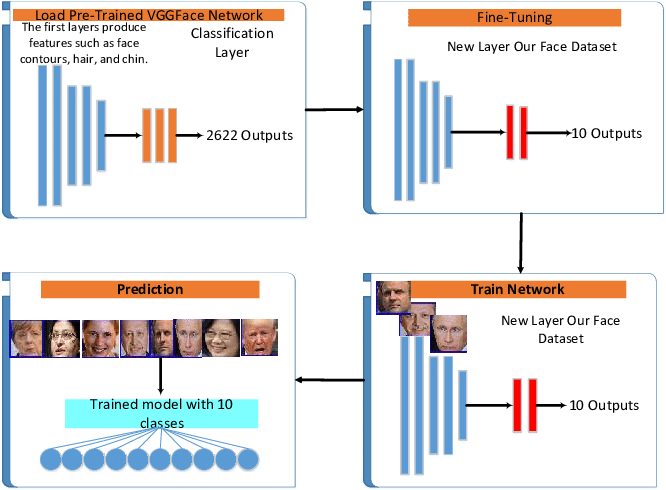 Load Pre-Trained VGGFace Network
The first layers produce
features such as face
contours, hair, and chin.
Classification
Layer
2622 Outputs
Fine-Tuning
New Layer Our Face Dataset
10 Outputs
Prediction
Trained model with 10
classes
Train Network
New Layer Our Face
Dataset
10 Outputs